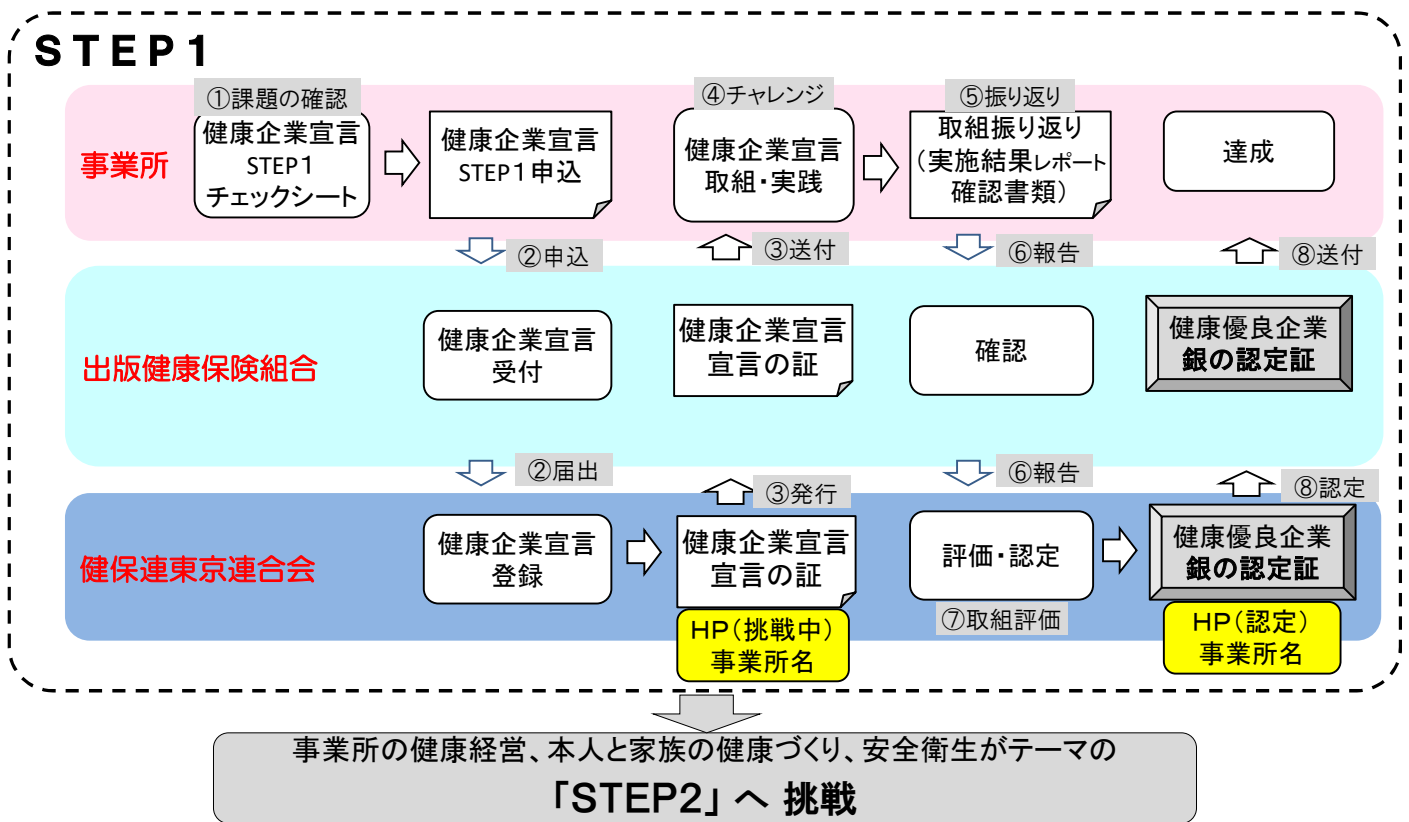 STEP1
事業所
①課題の確認
健康企業宣言
STEP1
チェックシート
健康企業宣言
STEP1申込
④チャレンジ
健康企業宣言
取組・実践
⑤振り返り
取組振り返り
(実施結果レポート
確認書類)
達成
②申込
③送付
⑥報告
⑧送付
出版健康保険組合
健康企業宣言
受付
健康企業宣言
宣言の証
確認
健康優良企業
銀の認定証
②届出
③発行
⑥報告
⑧認定
健保連東京連合会
健康企業宣言
登録
健康企業宣言
宣言の証
HP(挑戦中)
事業所名
評価・認定
⑦取組評価
健康優良企業
銀の認定証
HP(認定)
事業所名
事業所の健康経営、本人と家族の健康づくり、安全衛生がテーマの
「STEP2」へ 挑戦